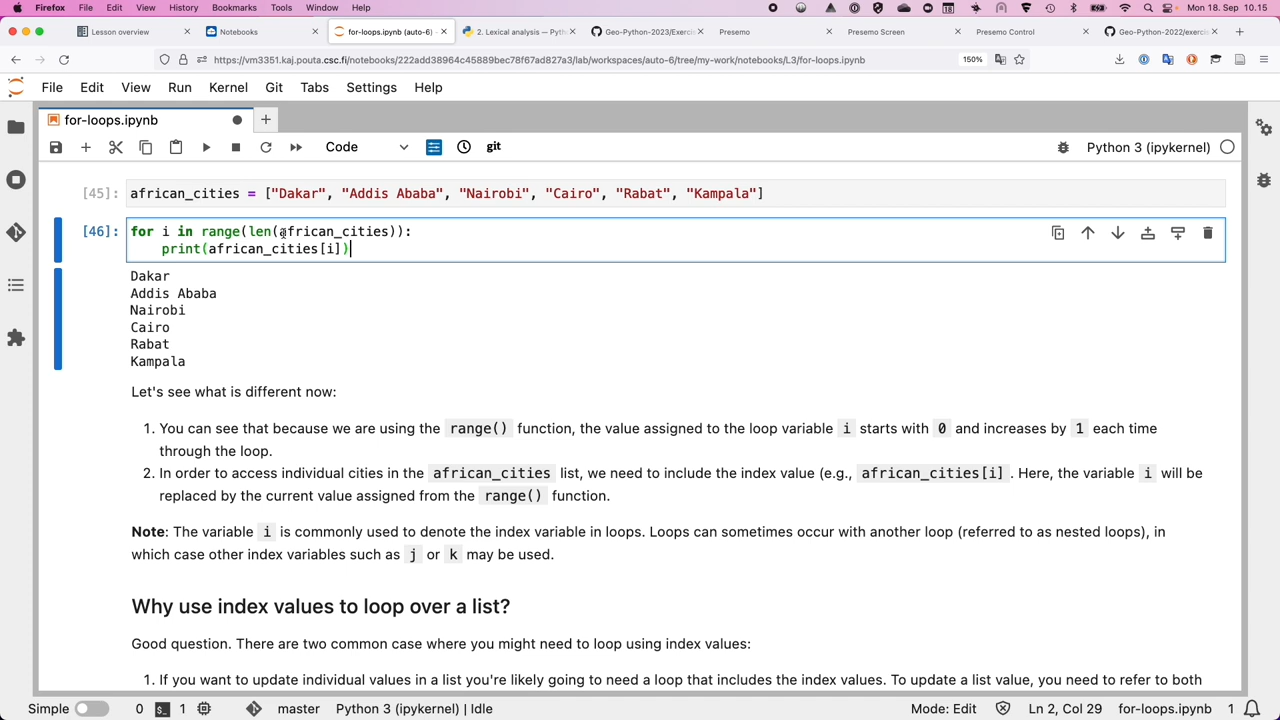 Firefox File Edit View History Bookmarks Tools Window Help Mon 18. Sep 10.15
Lesson overview Notebooks for-loops.ipynb (auto-6) - 2. Lexical analysis — Pyth Geo-Python-2023/Exercis Presemo Presemo Screen Presemo Control Geo-Python-2022/exercis
https://vm3351.kaj.pouta.csc.fi/notebooks/222add38964c45889bec78f67ad827a3/lab/workspaces/auto-6/tree/my-work/notebooks/L3/for-loops.ipynb 150%
File Edit View Run Kernel Git Tabs Settings Help
for-loops.ipynb
Code git Python 3 (ipykernel)
[45]: african_cities = ["Dakar", "Addis Ababa", "Nairobi", "Cairo", "Rabat", "Kampala"]
[46]: for i in range(len(african_cities)):
print(african_cities[i])
Dakar
Addis Ababa
Nairobi
Cairo
Rabat
Kampala
Let's see what is different now:
1. You can see that because we are using the range() function, the value assigned to the loop variable i starts with 0 and increases by 1 each time
through the loop.
2. In order to access individual cities in the african_cities list, we need to include the index value (e.g., african_cities[i] . Here, the variable i will be
replaced by the current value assigned from the range() function.
Note: The variable i is commonly used to denote the index variable in loops. Loops can sometimes occur with another loop (referred to as nested loops), in
which case other index variables such as j or k may be used.
Why use index values to loop over a list?
Good question. There are two common case where you might need to loop using index values:
1. If you want to update individual values in a list you're likely going to need a loop that includes the index values. To update a list value, you need to refer to both
Simple 0 1 master Python 3 (ipykernel) | Idle Mode: Edit Ln 2, Col 29 for-loops.ipynb 1